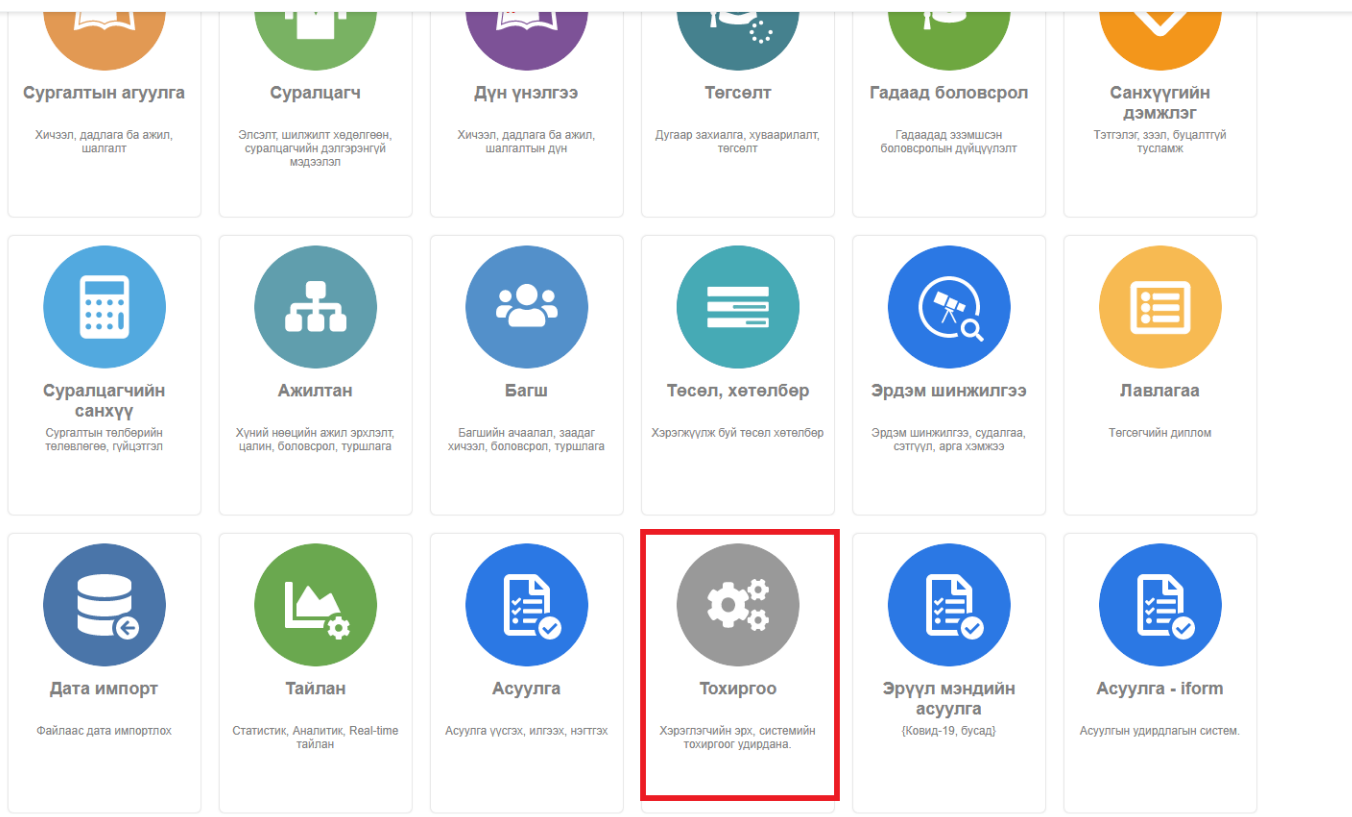 Сургалтын агуулга
Хичээл, дадлага ба ажил,
шалгалт
Суралцагч
Элсэлт, шилжилт хөдөлгөөн,
суралцагчийн дэлгэрэнгүй
мэдээлэл
Дүн үнэлгээ
Хичээл, дадлага ба ажил,
шалгалтын дүн
Төгсөлт
Дугаар захиалга, хуваарилалт,
төгсөлт
Гадаад боловсрол
Гадаадад эзэмшсэн
боловсролын дүйцүүлэлт
Санхүүгийн
дэмжлэг
Тэтгэлэг, зээл, буцалтгүй
тусламж
Суралцагчийн
санхүү
Сургалтын төлбөрийн
төлөвлөгөө, гүйцэтгэл
Ажилтан
Хүний нөөцийн ажил эрхлэлт,
цалин, боловсрол, туршлага
Багш
Багшийн ачаалал, заадаг
хичээл, боловсрол, туршлага
Төсөл, хөтөлбөр
Хэрэгжүүлж буй төсөл хөтөлбөр
Эрдэм шинжилгээ
Эрдэм шинжилгээ, судалгаа,
сэтгүүл, арга хэмжээ
Лавлагаа
Төгсөгчийн диплом
Дата импорт
Файлаас дата импортлох
Тайлан
Статистик, Аналитик, Real-time
тайлан
Асуулга
Асуулга үүсгэх, илгээх, нэгтгэх
Тохиргоо
Хэрэглэгчийн эрх, системийн
тохиргоог удирдана.
Эрүүл мэндийн
асуулга
{Ковид-19, бусад}
Асуулга - iform
Асуулгын удирдлагын систем.